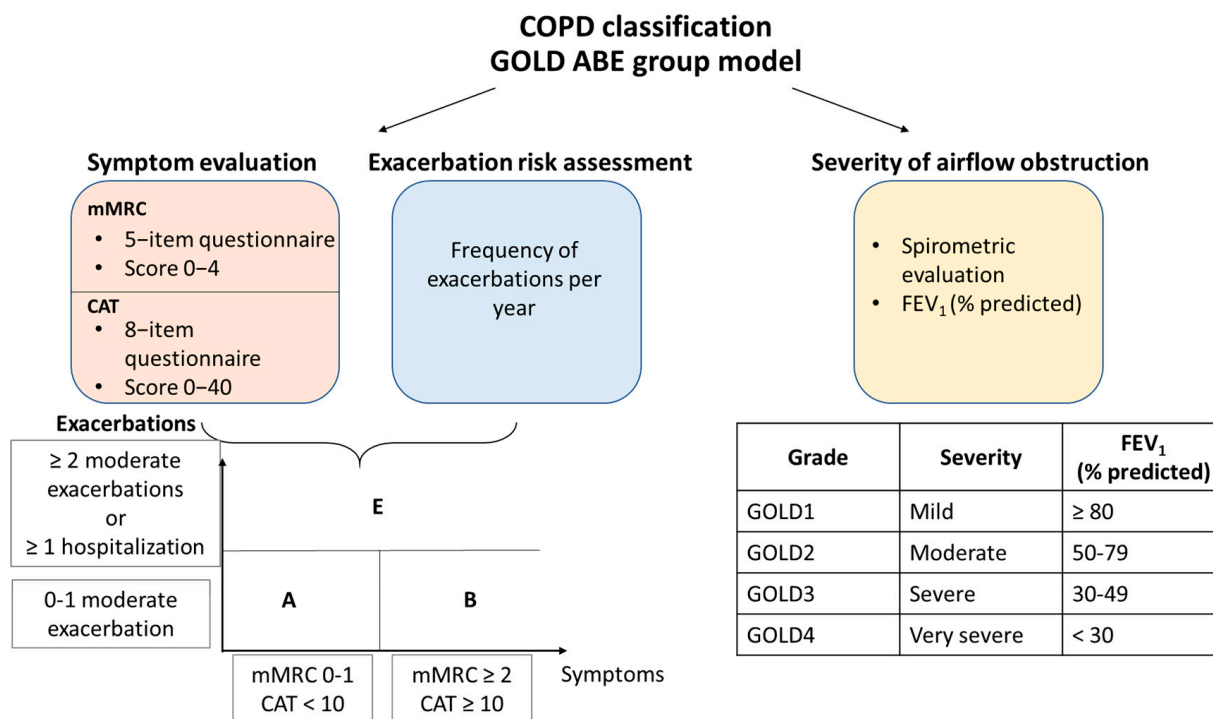 COPD classification
GOLD ABE group model
Symptom evaluation
mMRC
• 5−item questionnaire
• Score 0−4
CAT
• 8−item
questionnaire
• Score 0−40
Exacerbation risk assessment
Frequency of
exacerbations per
year
Severity of airflow obstruction
• Spirometric
evaluation
• FEV₁ (% predicted)
Exacerbations
≥ 2 moderate
exacerbations
or
≥ 1 hospitalization
0-1 moderate
exacerbation
E
A B
mMRC 0-1
CAT < 10
mMRC ≥ 2
CAT ≥ 10
Symptoms
Grade Severity FEV₁
(% predicted)
GOLD1 Mild ≥ 80
GOLD2 Moderate 50-79
GOLD3 Severe 30-49
GOLD4 Very severe < 30